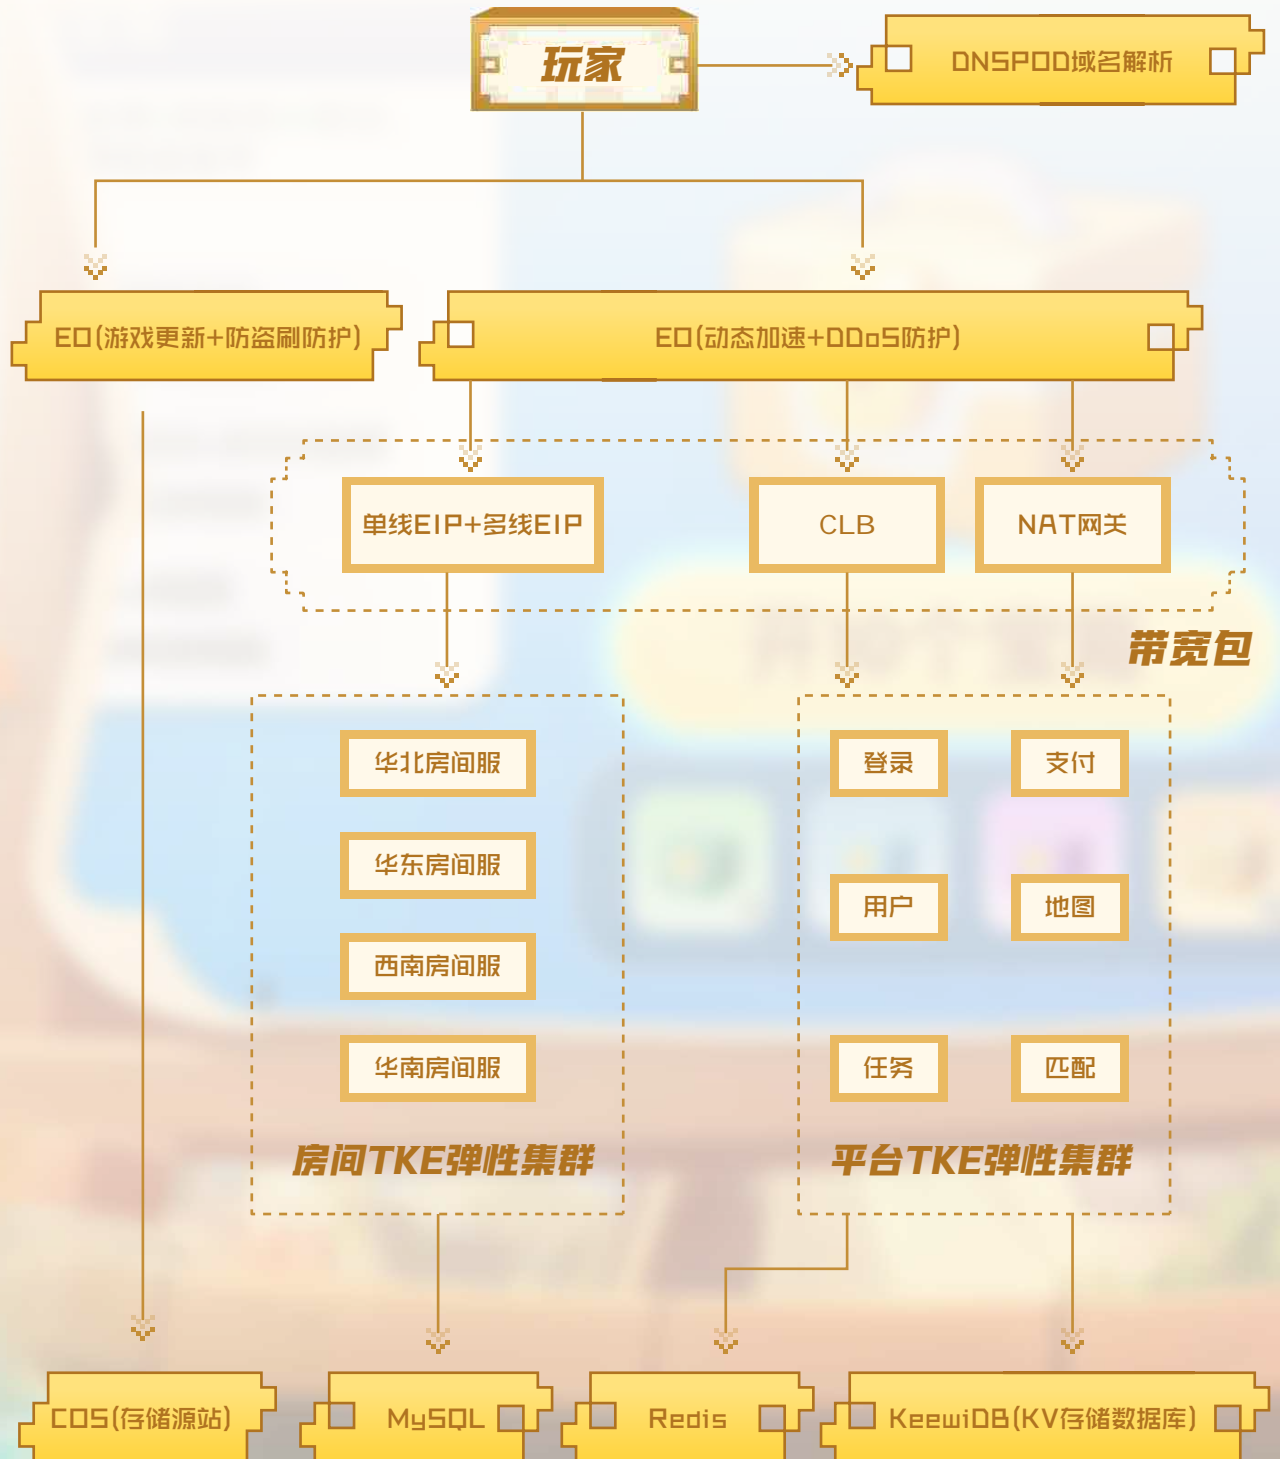 玩家
DNSPOD域名解析
EO(游戏更新+防盗刷防护)
EO(动态加速+DDoS防护)
单线EIP+多线EIP
CLB
NAT网关
带宽包
华北房间服
华东房间服
西南房间服
华南房间服
房间TKE弹性集群
登录
支付
用户
地图
任务
匹配
平台TKE弹性集群
COS(存储源站)
MySQL
Redis
KeewiDB(KV存储数据库)